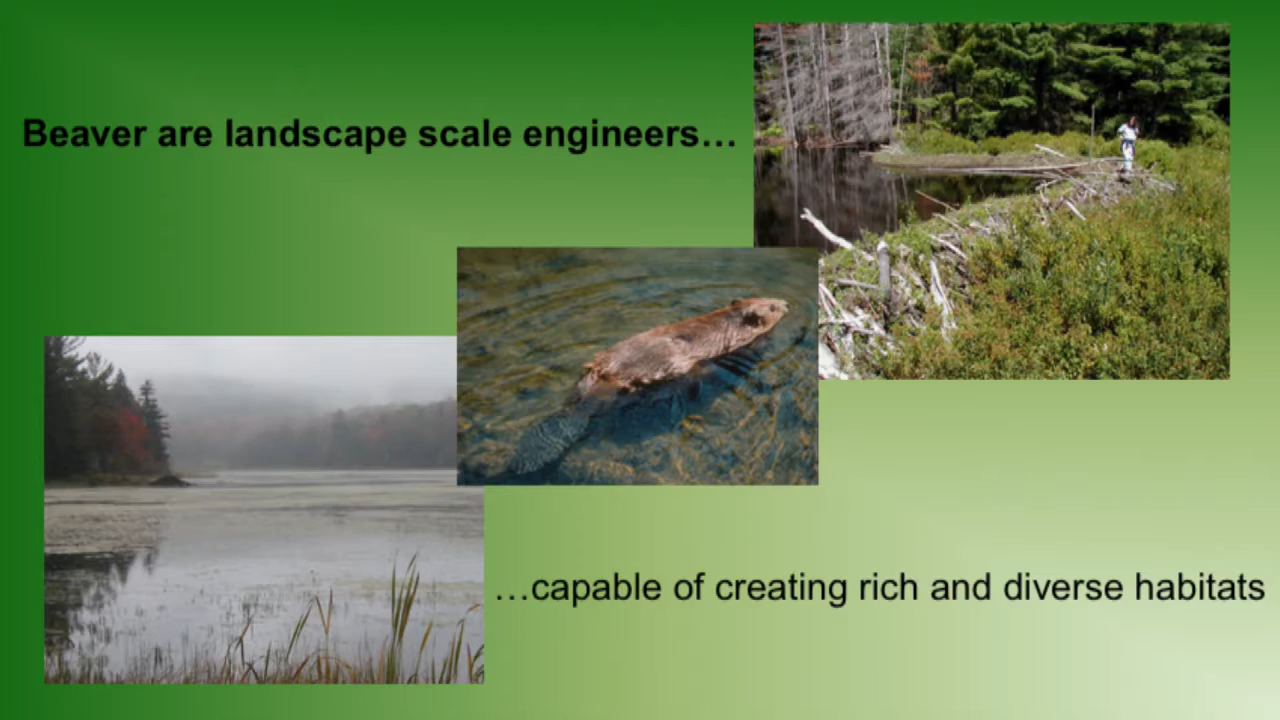 Beaver are landscape scale engineers…
…capable of creating rich and diverse habitats